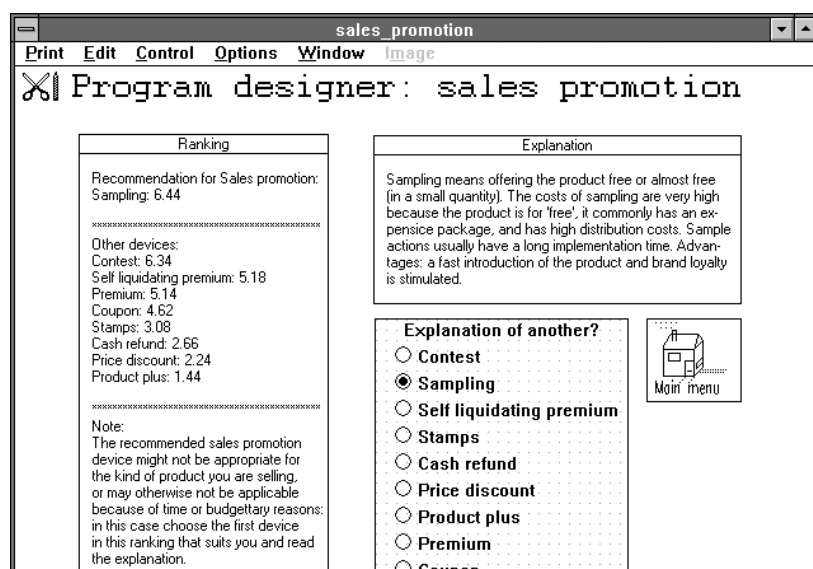 sales_promotion
Print Edit Control Options Window Image
Program designer: sales promotion
Ranking
Recommendation for Sales promotion:
Sampling: 6.44
******************************************************
Other devices:
Contest: 6.34
Self liquidating premium: 5.18
Premium: 5.14
Coupon: 4.62
Stamps: 3.08
Cash refund: 2.66
Price discount: 2.24
Product plus: 1.44
******************************************************
Note:
The recommended sales promotion
device might not be appropriate for
the kind of product you are selling,
or may otherwise not be applicable
because of time or budgettary reasons:
in this case choose the first device
in this ranking that suits you and read
the explanation.
Explanation
Sampling means offering the product free or almost free
(in a small quantity). The costs of sampling are very high
because the product is for 'free', it commonly has an ex-
pensice package, and has high distribution costs. Sample
actions usually have a long implementation time. Advan-
tages: a fast introduction of the product and brand loyalty
is stimulated.
Explanation of another?
Contest
Sampling
Self liquidating premium
Stamps
Cash refund
Price discount
Product plus
Premium
Coupon
Main menu